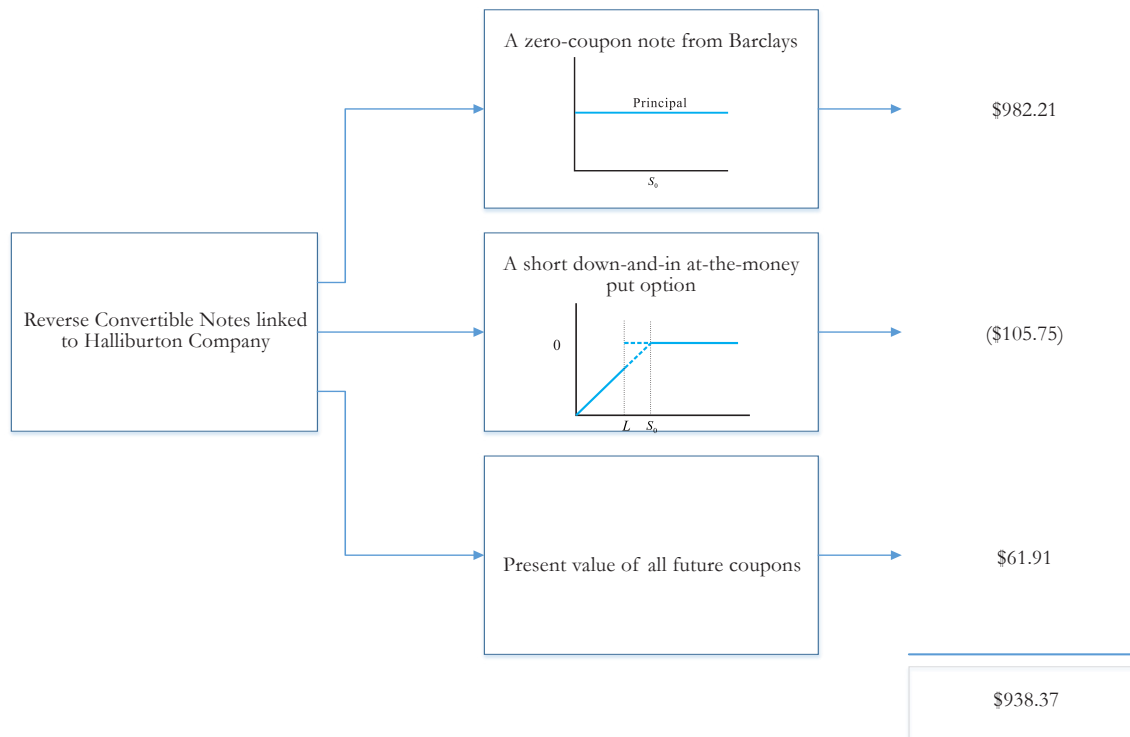 A zero-coupon note from Barclays
Principal
S₀
$982.21
Reverse Convertible Notes linked
to Halliburton Company
A short down-and-in at-the-money
put option
0
L S₀
($105.75)
Present value of all future coupons
$61.91
$938.37